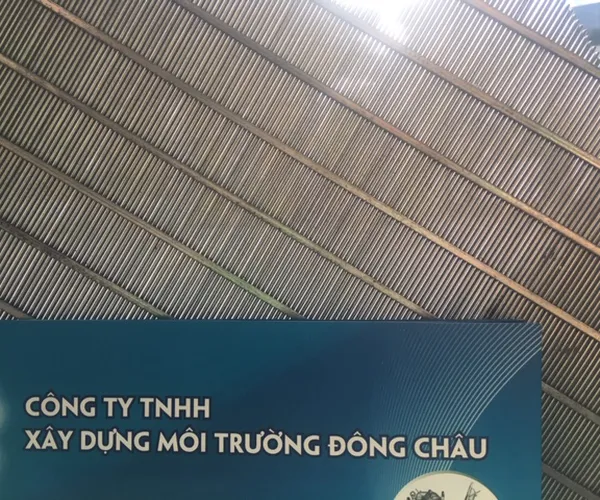 CÔNG TY TNHH
XÂY DỰNG MÔI TRƯỜNG ĐÔNG CHÂU